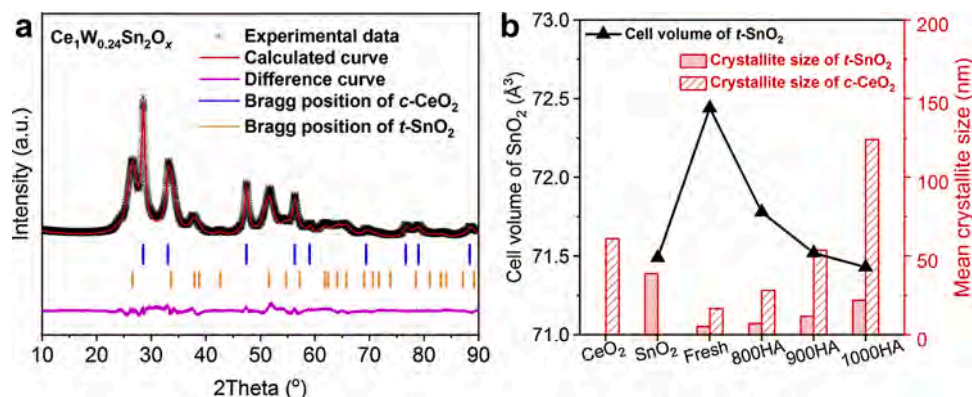 a
Ce1W0.24Sn2Ox
Experimental data
Calculated curve
Difference curve
Bragg position of c-CeO2
Bragg position of t-SnO2
Intensity (a.u.)
10 20 30 40 50 60 70 80 90
2Theta (º)
b
73.0
72.5
72.0
71.5
71.0
Cell volume of SnO2 (Å3)
Cell volume of t-SnO2
Crystallite size of t-SnO2
Crystallite size of c-CeO2
200
150
100
50
0
Mean crystallite size (nm)
CeO2 SnO2 Fresh 800HA 900HA 1000HA